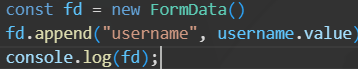 const fd = new FormData()
fd.append("username", username.value)
console.log(fd);